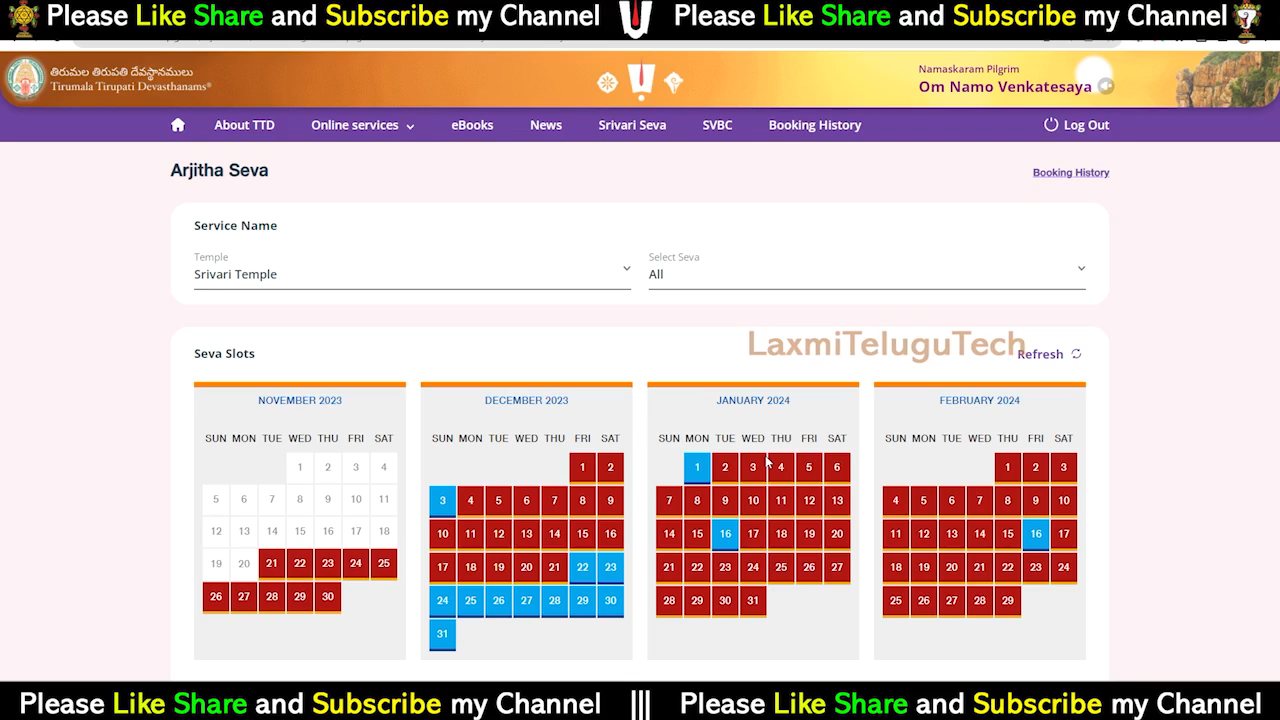 Please Like Share and Subscribe my Channel
Please Like Share and Subscribe my Channel
తిరుమల తిరుపతి దేవస్థానములు
Tirumala Tirupati Devasthanams®
Namaskaram Pilgrim
Om Namo Venkatesaya
About TTD
Online services
eBooks
News
Srivari Seva
SVBC
Booking History
Log Out
Arjitha Seva
Booking History
Service Name
Temple
Srivari Temple
Select Seva
All
Seva Slots
LaxmiTeluguTech
Refresh
NOVEMBER 2023
SUN MON TUE WED THU FRI SAT
1 2 3 4
5 6 7 8 9 10 11
12 13 14 15 16 17 18
19 20 21 22 23 24 25
26 27 28 29 30
DECEMBER 2023
SUN MON TUE WED THU FRI SAT
1 2
3 4 5 6 7 8 9
10 11 12 13 14 15 16
17 18 19 20 21 22 23
24 25 26 27 28 29 30
31
JANUARY 2024
SUN MON TUE WED THU FRI SAT
1 2 3 4 5 6
7 8 9 10 11 12 13
14 15 16 17 18 19 20
21 22 23 24 25 26 27
28 29 30 31
FEBRUARY 2024
SUN MON TUE WED THU FRI SAT
1 2 3
4 5 6 7 8 9 10
11 12 13 14 15 16 17
18 19 20 21 22 23 24
25 26 27 28 29
Please Like Share and Subscribe my Channel
|||
Please Like Share and Subscribe my Channel